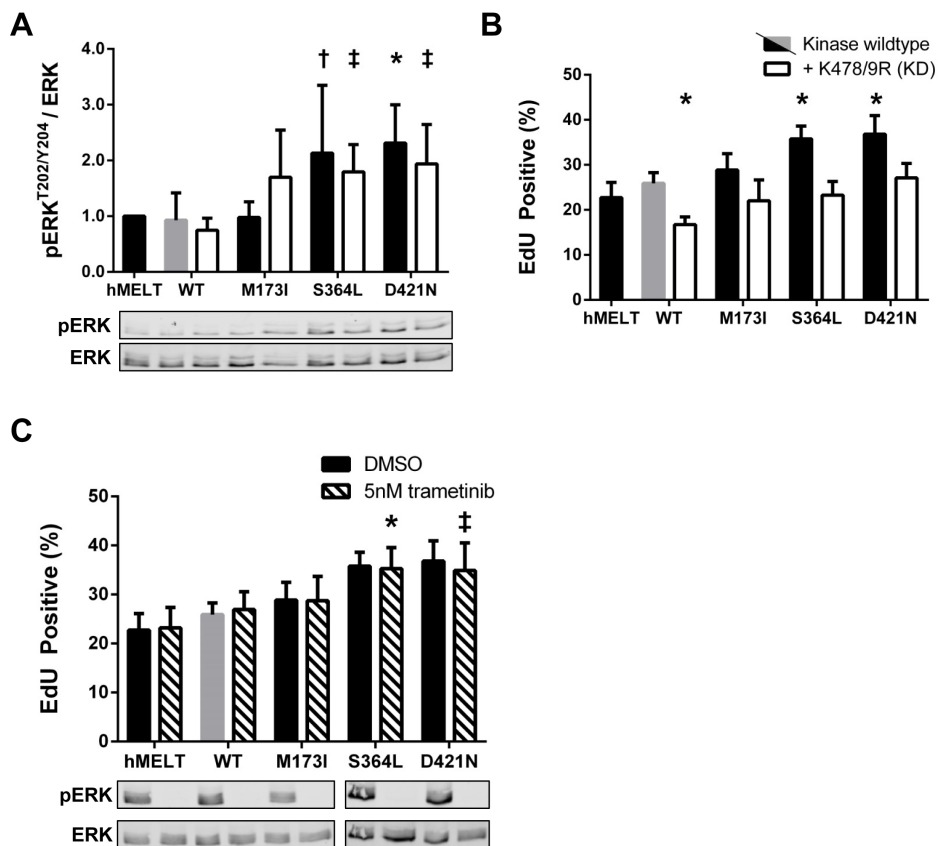 A
pERK^T202/Y204 / ERK
4.0
3.0
2.0
1.0
0.0
† ‡ * ‡
hMELT WT M173I S364L D421N
pERK
ERK
B
Kinase wildtype
+ K478/9R (KD)
EdU Positive (%)
50
40
30
20
10
0
* * *
hMELT WT M173I S364L D421N
C
DMSO
5nM trametinib
EdU Positive (%)
50
40
30
20
10
0
* ‡
hMELT WT M173I S364L D421N
pERK
ERK